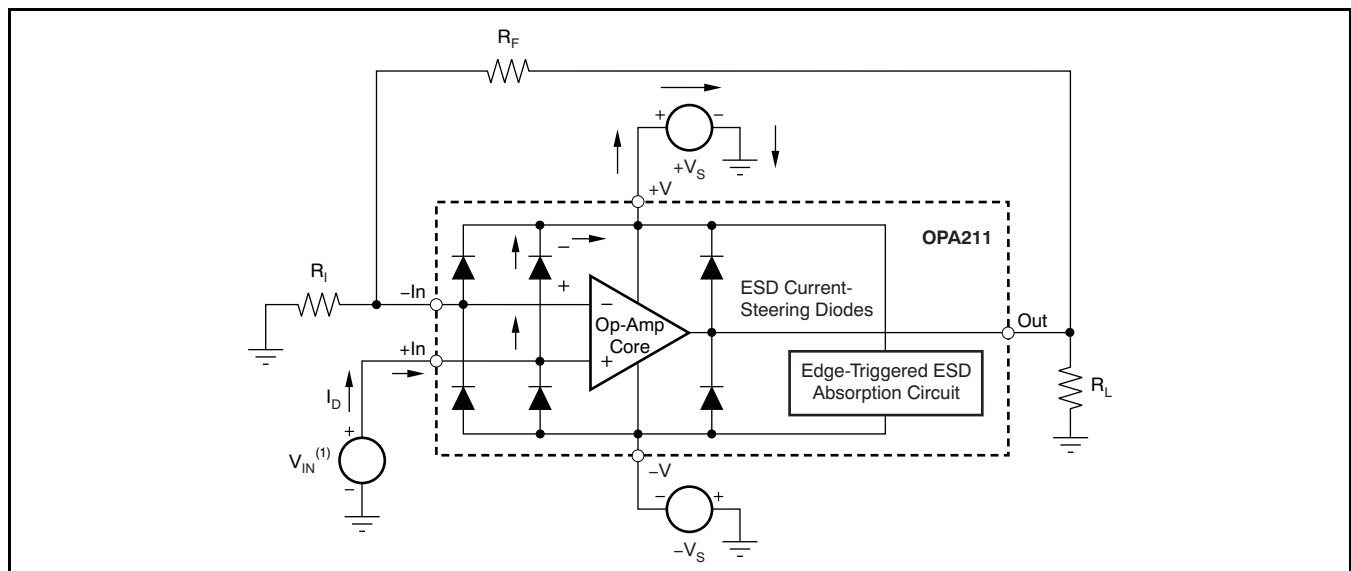 R_F
+ −
+V_S
+V
OPA211
R_I
−
+
−In
ESD Current-
Steering Diodes
−
Op-Amp
Core
+
Out
+In
Edge-Triggered ESD
Absorption Circuit
R_L
I_D
+
V_IN^(1)
−
−V
− +
−V_S